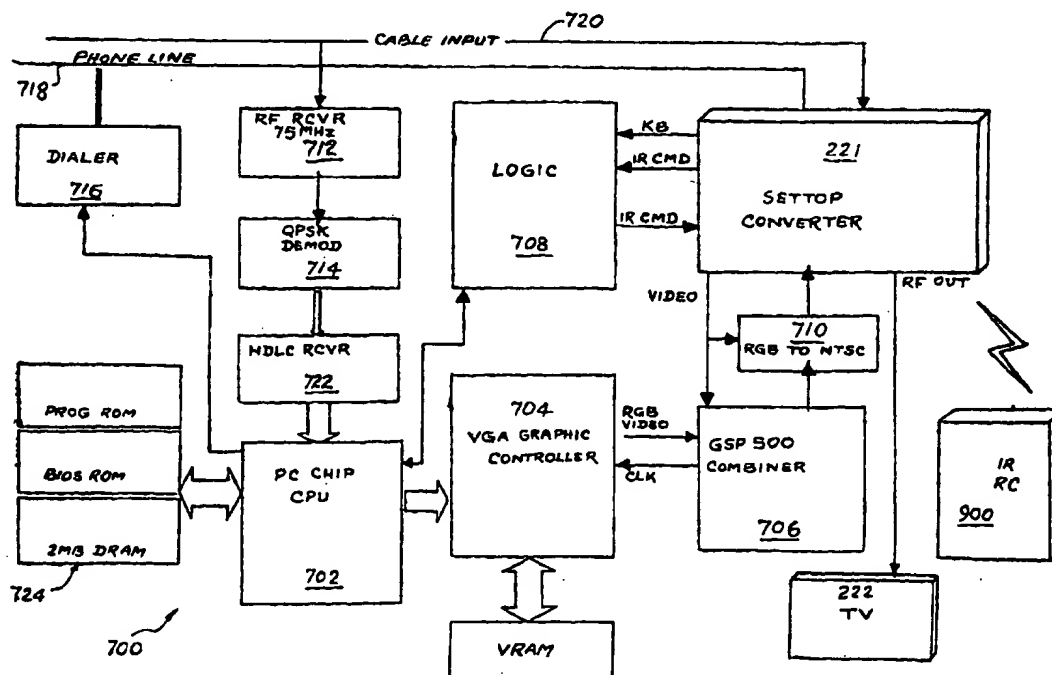 720
CABLE INPUT
PHONE LINE
718
DIALER
716
RF RCVR
75MHz
712
QPSK
DEMOD
714
HDLC RCVR
722
LOGIC
708
KB
IR CMD
IR CMD
221
SETTOP
CONVERTER
VIDEO
RF OUT
710
RGB TO NTSC
PROG ROM
BIOS ROM
2MB DRAM
724
PC CHIP
CPU
702
704
VGA GRAPHIC
CONTROLLER
RGB
VIDEO
CLK
GSP 500
COMBINER
706
IR
RC
900
222
TV
700
VRAM